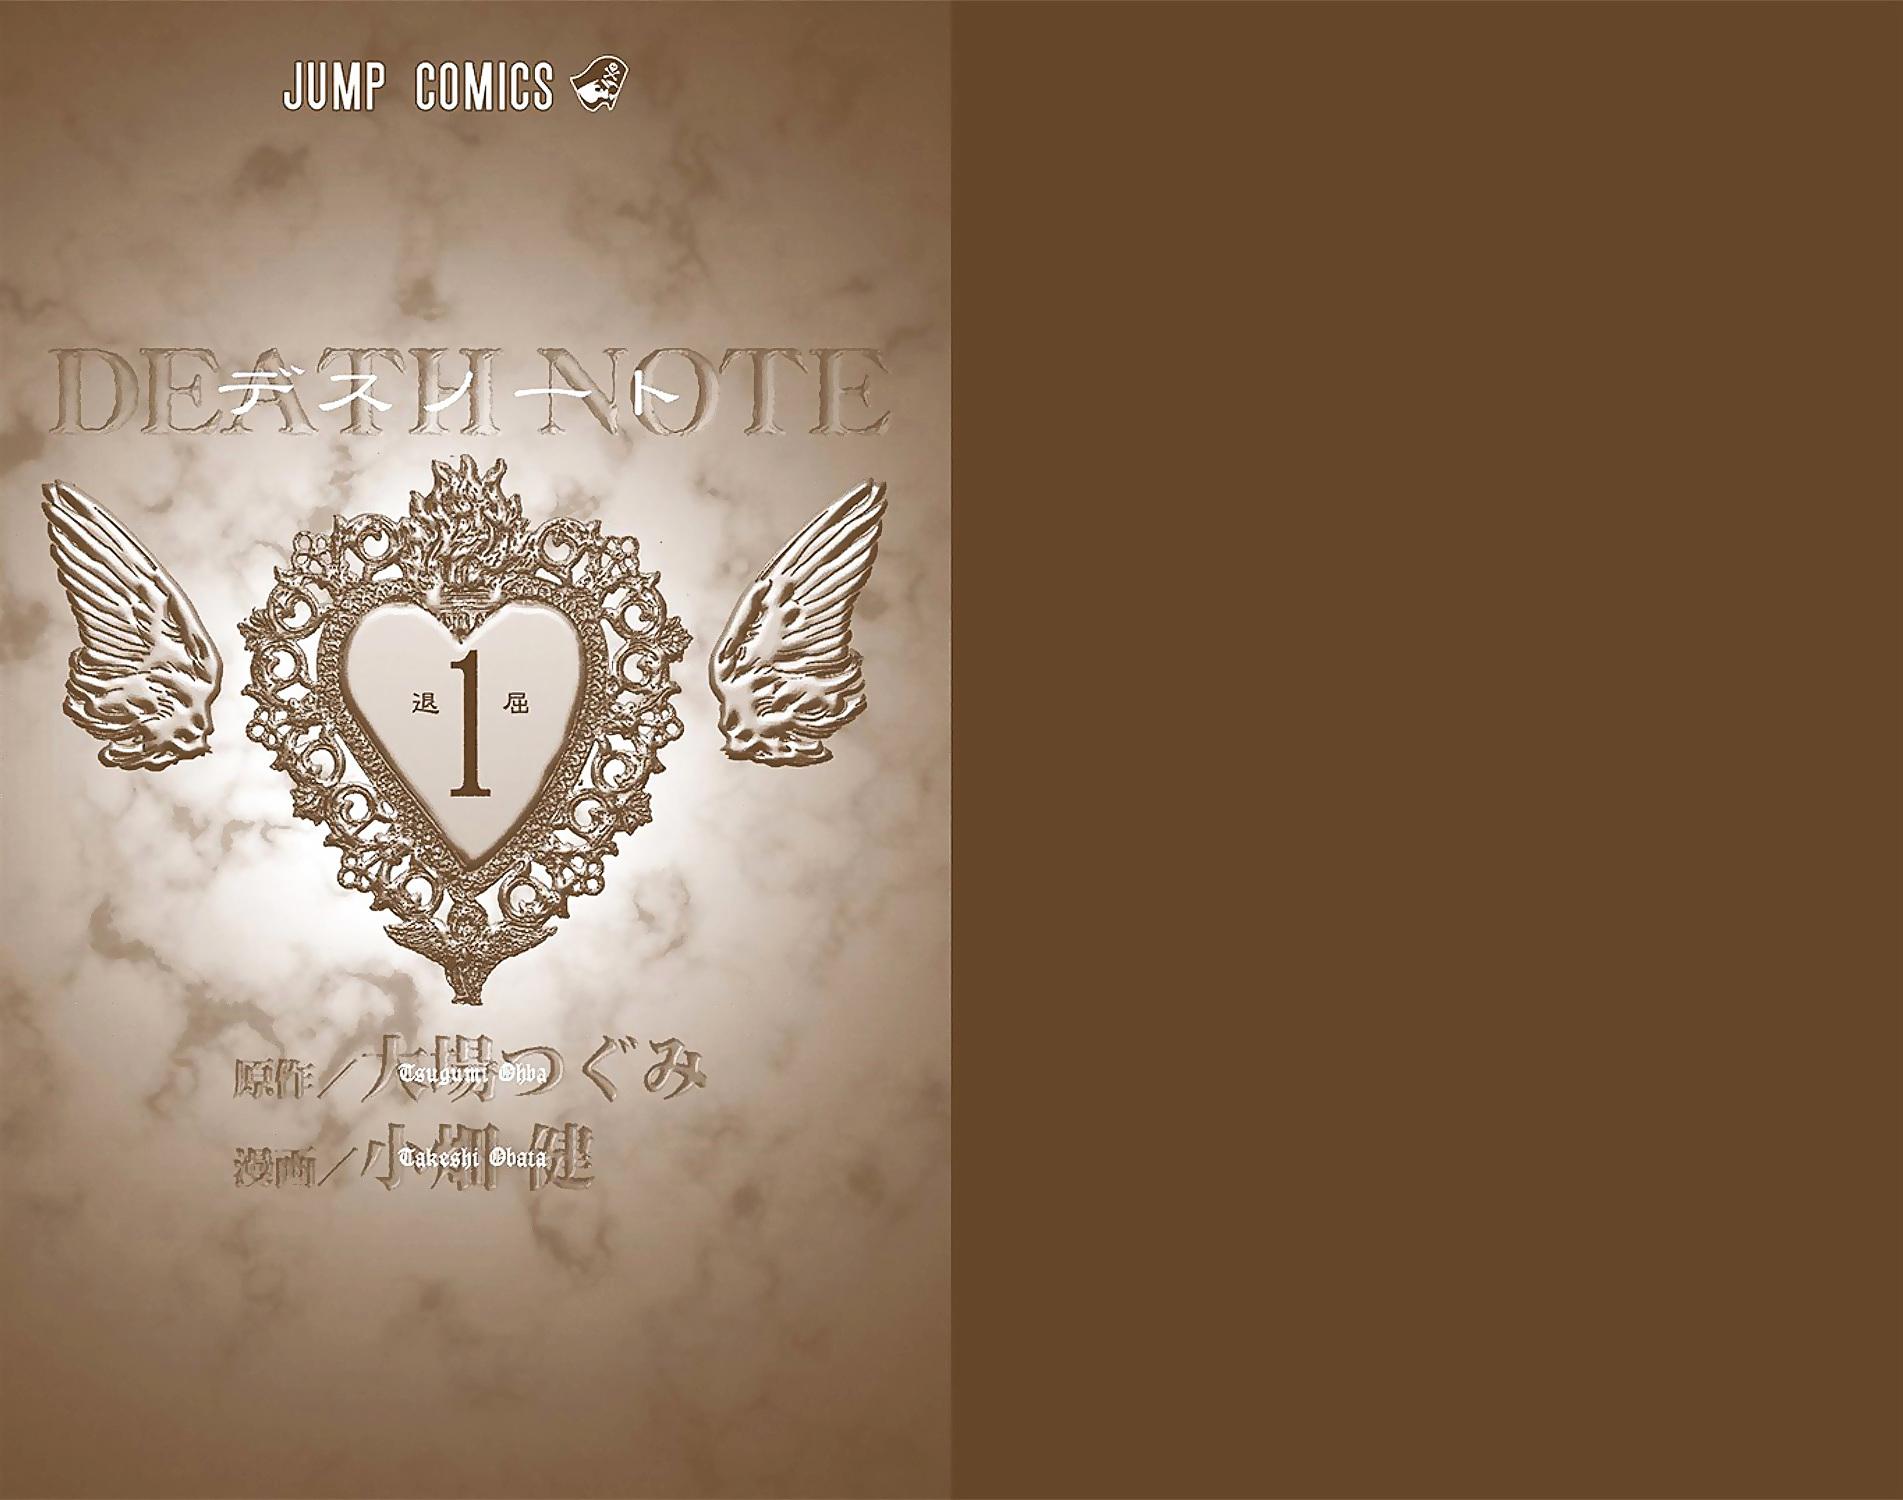 JUMP COMICS
DEATH NOTE
デスノート
退 1 屈
原作／大場つぐみ
Tsugumi Ohba
漫画／小畑 健
Takeshi Obata